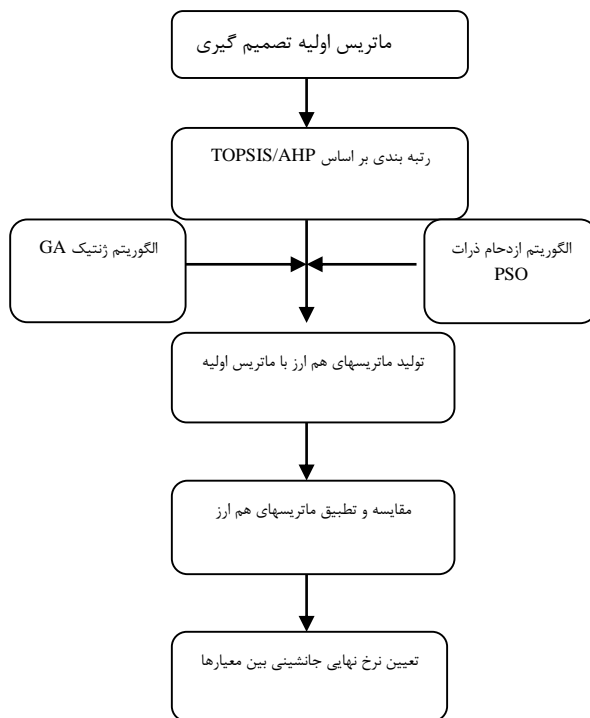 ماتریس اولیه تصمیم گیری
رتبه بندی بر اساس TOPSIS/AHP
الگوریتم ازدحام ذرات
PSO
الگوریتم ژنتیک GA
تولید ماتریسهای هم ارز با ماتریس اولیه
مقایسه و تطبیق ماتریسهای هم ارز
تعیین نرخ نهایی جانشینی بین معیارها